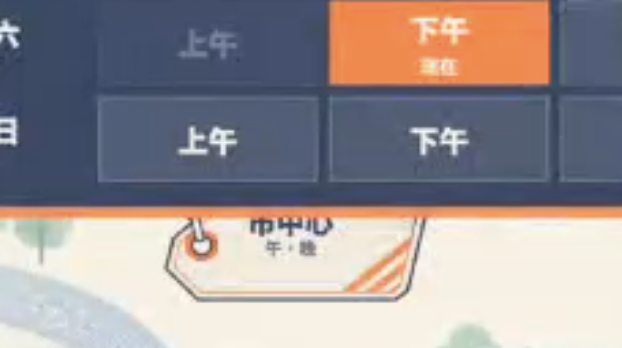 六 上午 下午
现在
日 上午 下午
市中心
午·晚